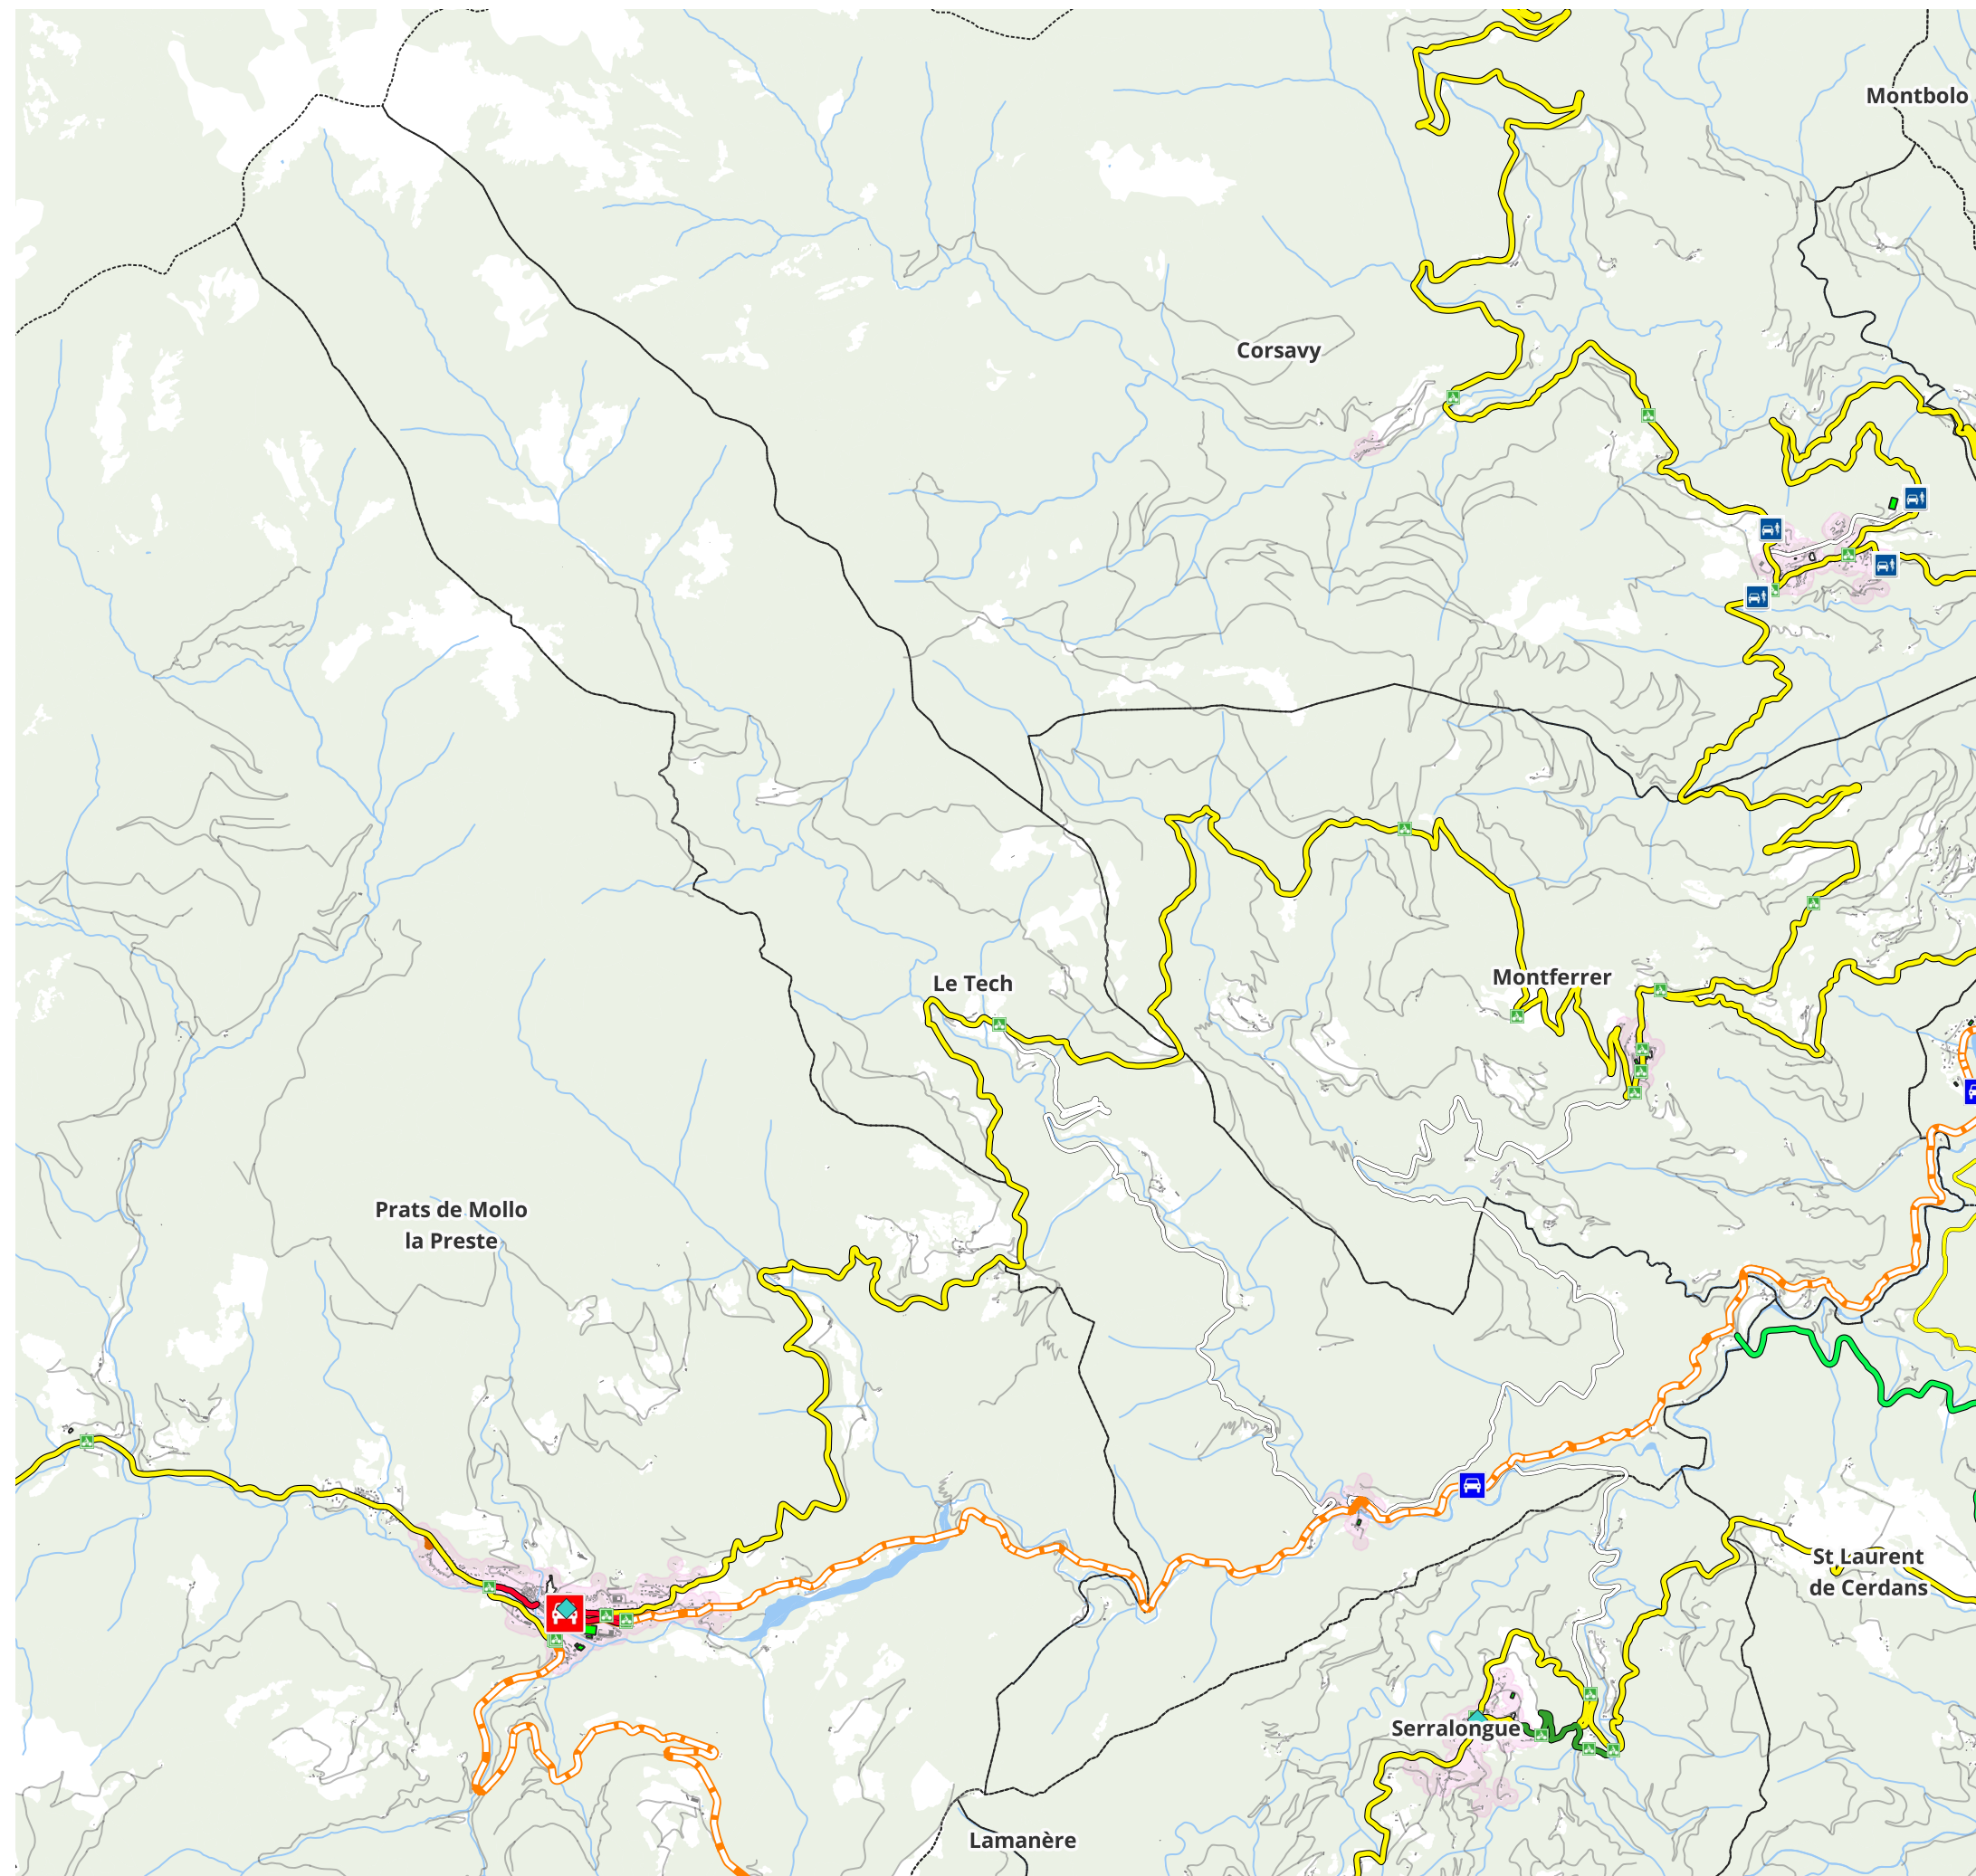 Montbolo
Corsavy
Le Tech
Montferrer
Prats de Mollo
la Preste
St Laurent
de Cerdans
Serralongue
Lamanère